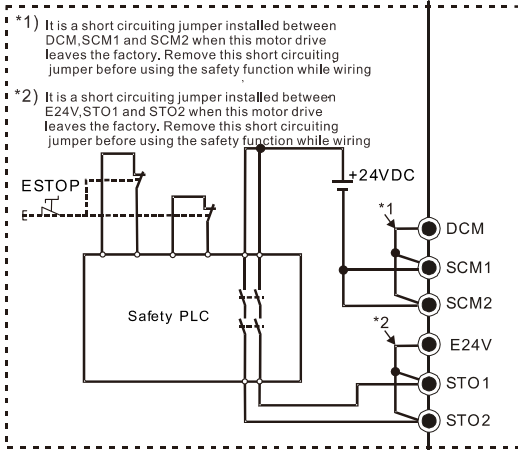 *1) It is a short circuiting jumper installed between
DCM,SCM1 and SCM2 when this motor drive
leaves the factory. Remove this short circuiting
jumper before using the safety function while wiring
*2) It is a short circuiting jumper installed between
E24V,STO1 and STO2 when this motor drive
leaves the factory. Remove this short circuiting
jumper before using the safety function while wiring
ESTOP
+24VDC
*1
DCM
SCM1
SCM2
Safety PLC
*2
E24V
STO1
STO2